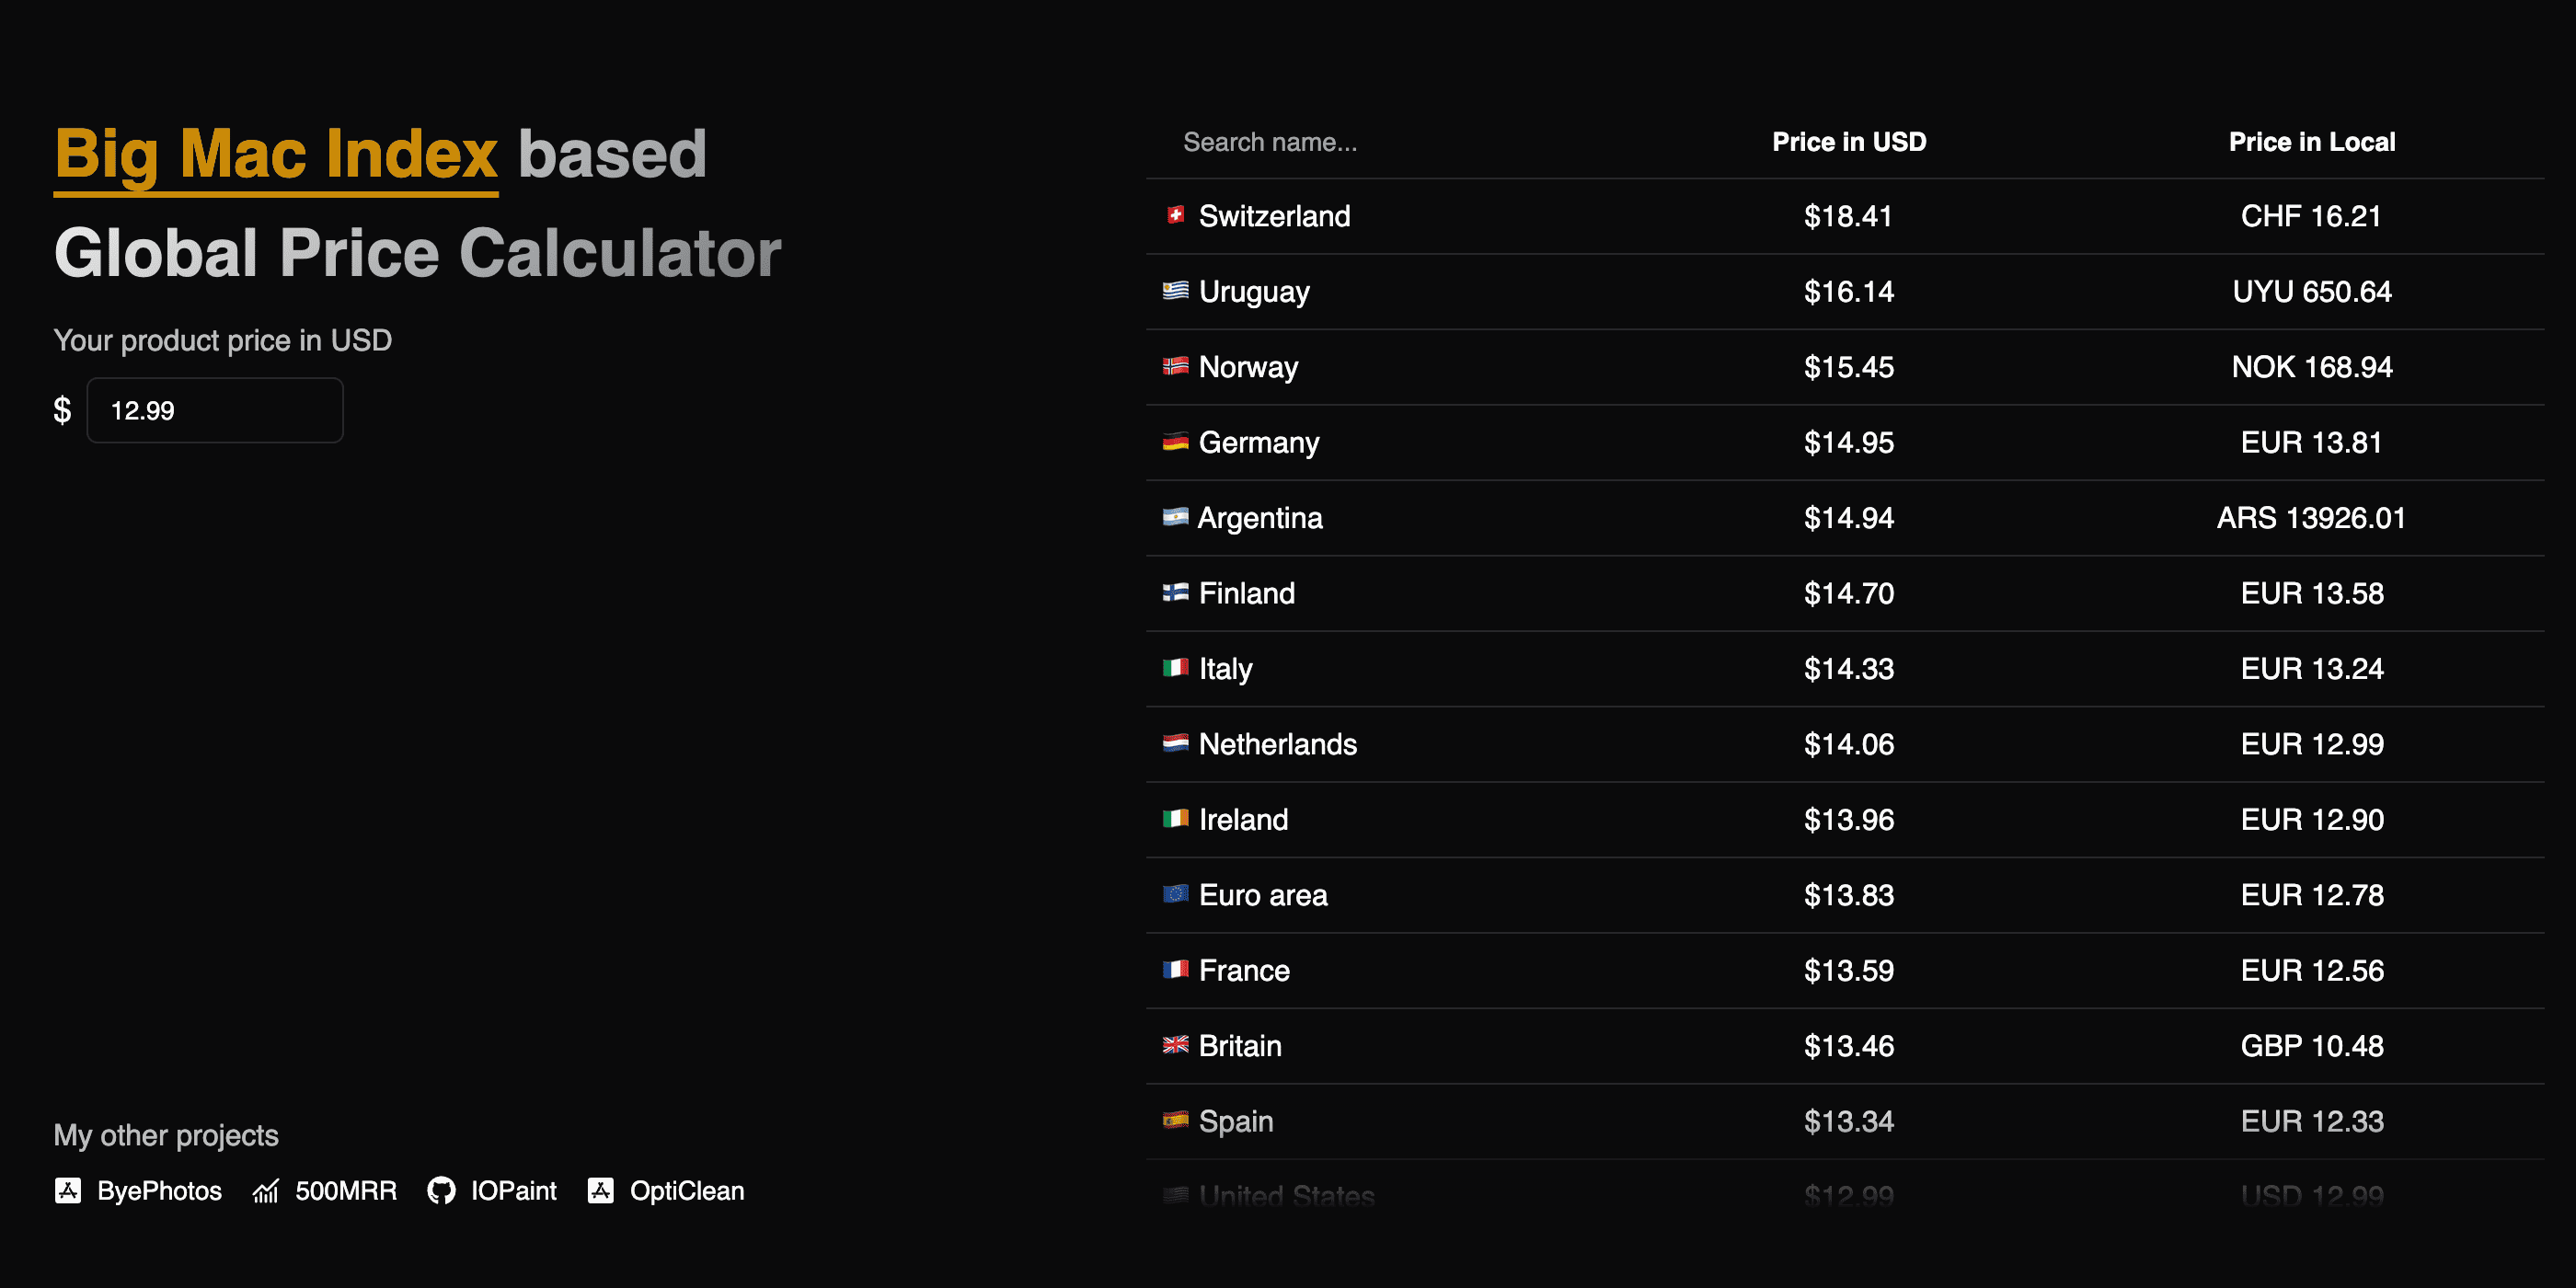 Big Mac Index based
Global Price Calculator
Your product price in USD
$ 12.99
My other projects
ByePhotos 500MRR IOPaint OptiClean
Search name... Price in USD Price in Local
Switzerland $18.41 CHF 16.21
Uruguay $16.14 UYU 650.64
Norway $15.45 NOK 168.94
Germany $14.95 EUR 13.81
Argentina $14.94 ARS 13926.01
Finland $14.70 EUR 13.58
Italy $14.33 EUR 13.24
Netherlands $14.06 EUR 12.99
Ireland $13.96 EUR 12.90
Euro area $13.83 EUR 12.78
France $13.59 EUR 12.56
Britain $13.46 GBP 10.48
Spain $13.34 EUR 12.33
United States $12.99 USD 12.99